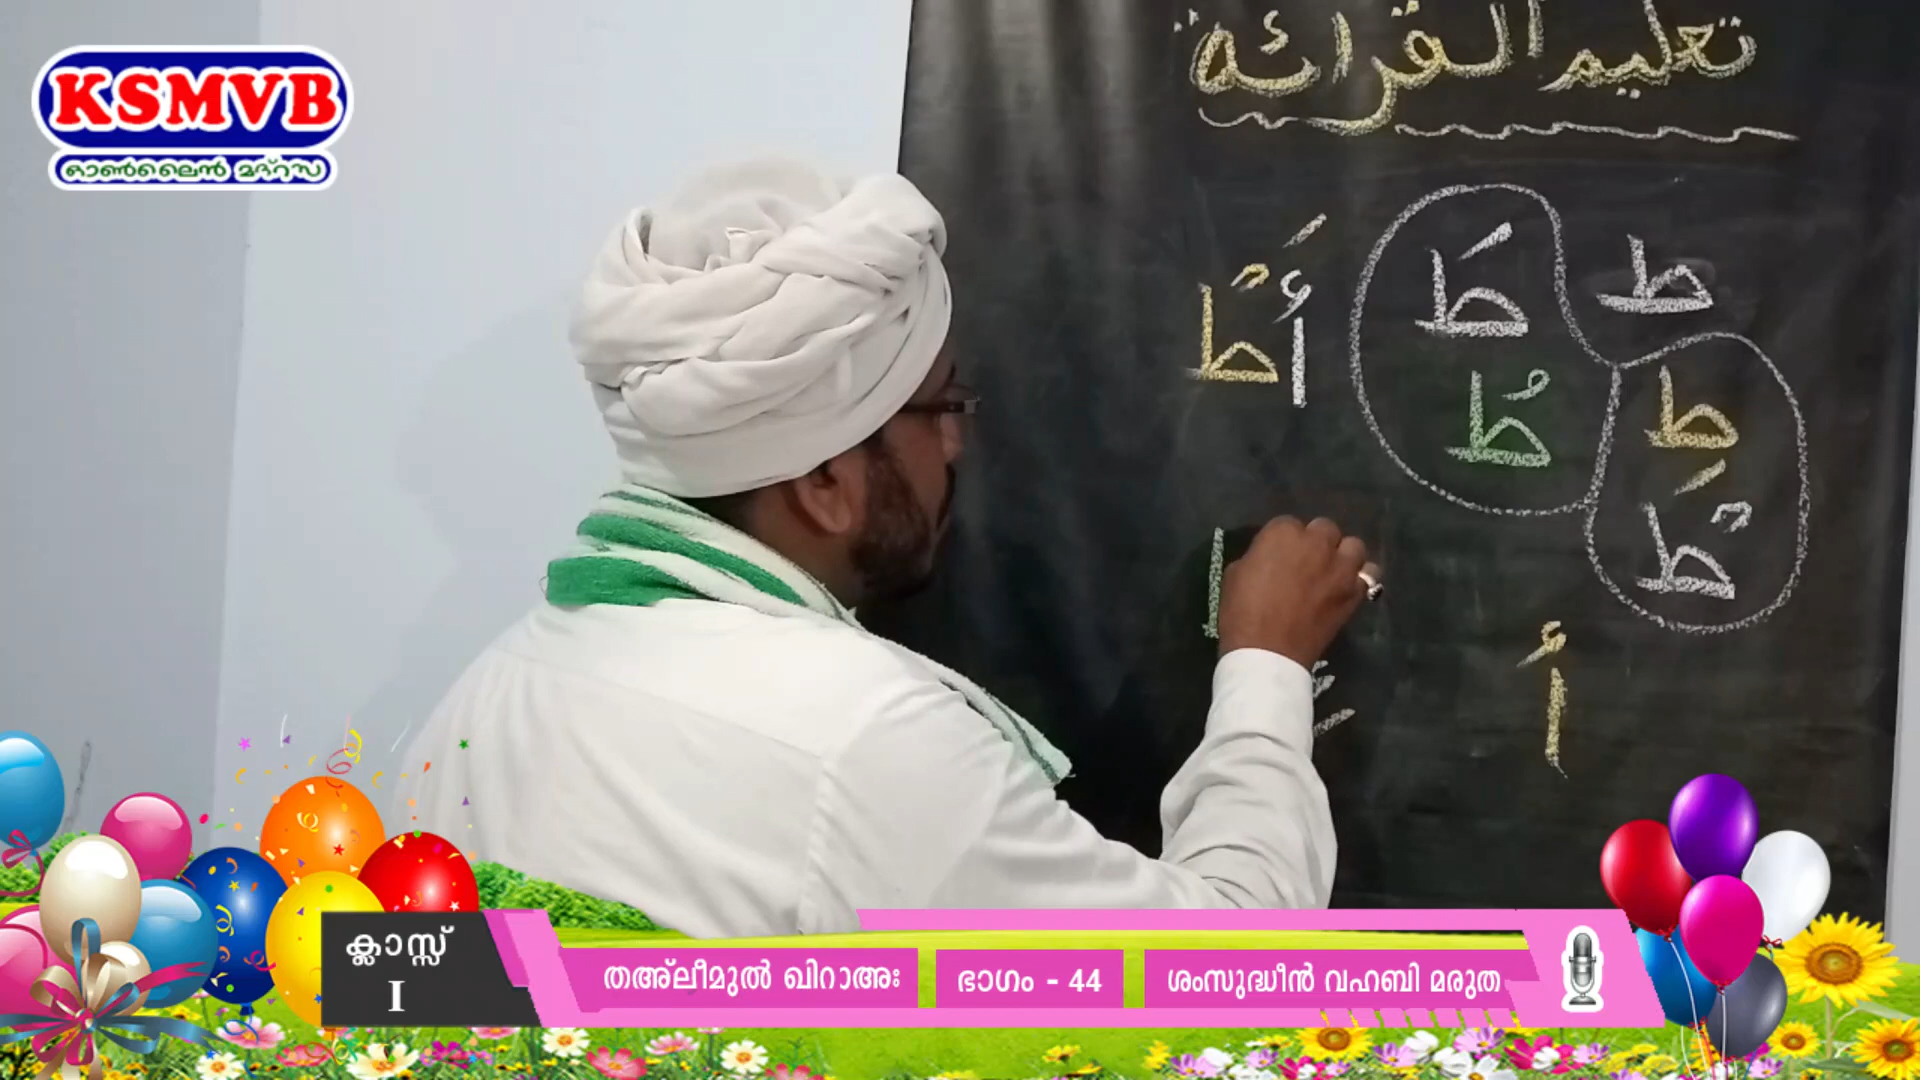 KSMVB
ഓൺലൈൻ മദ്റസ
تعليم القرائة
ط
طَ
أَطُ
طُ
طِ
طُ
أ
ക്ലാസ്സ്
I
തഅ്ലീമുൽ ഖിറാഅഃ
ഭാഗം - 44
ശംസുദ്ധീൻ വഹബി മരുത